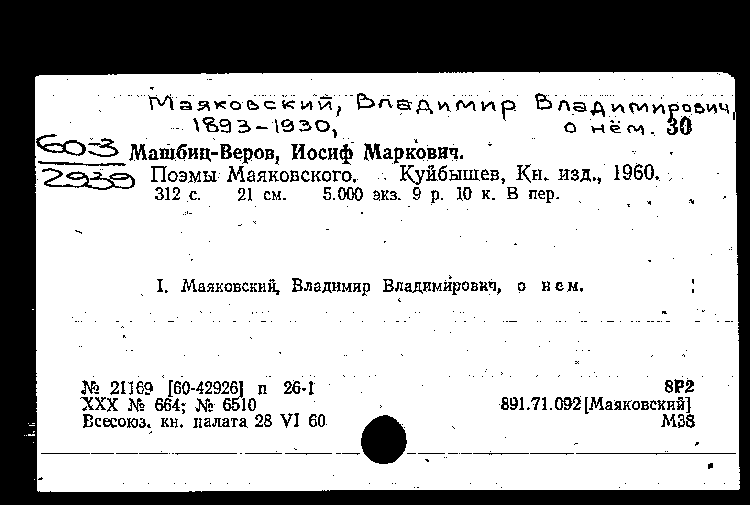 Маяковский, Владимир Владимирович,
1893-1930, о нём. 30
603 Машбиц-Веров, Иосиф Маркович.
2939 Поэмы Маяковского. Куйбышев, Кн. изд., 1960.
312 с. 21 см. 5.000 экз. 9 р. 10 к. В пер.
I. Маяковский, Владимир Владимирович, о нем.
№ 21169 [60-42926] п 26-1 8Р2
XXX № 664; № 6510 891.71.092[Маяковский]
Всесоюз. кн. палата 28 VI 60 М38